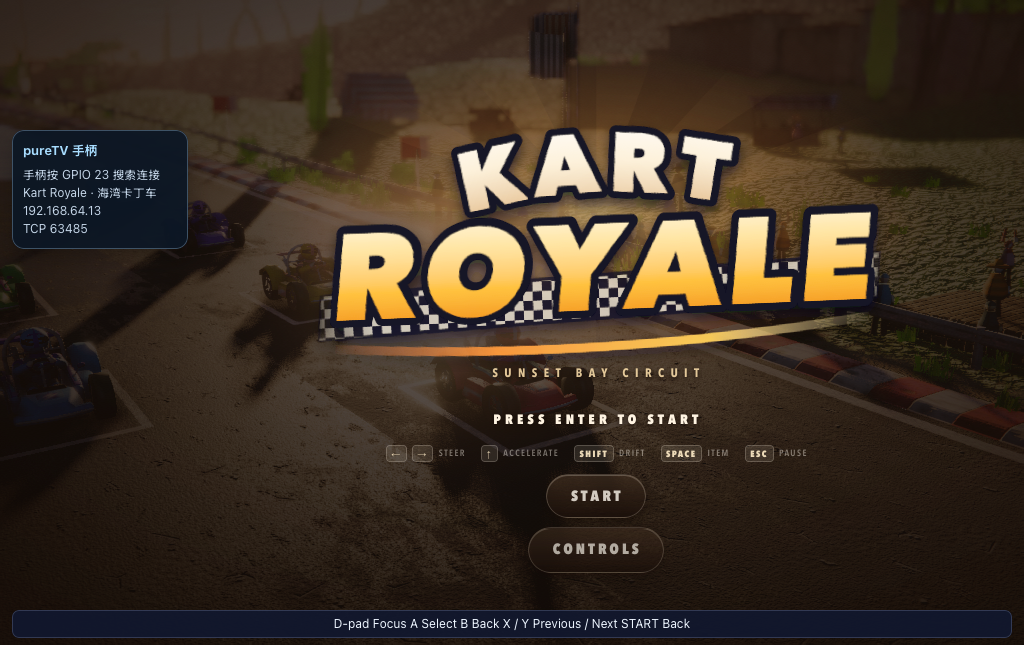 pureTV 手柄
手柄按 GPIO 23 搜索连接
Kart Royale · 海湾卡丁车
192.168.64.13
TCP 63485
KART
ROYALE
SUNSET BAY CIRCUIT
PRESS ENTER TO START
← → STEER ↑ ACCELERATE SHIFT DRIFT SPACE ITEM ESC PAUSE
START
CONTROLS
D-pad Focus A Select B Back X / Y Previous / Next START Back